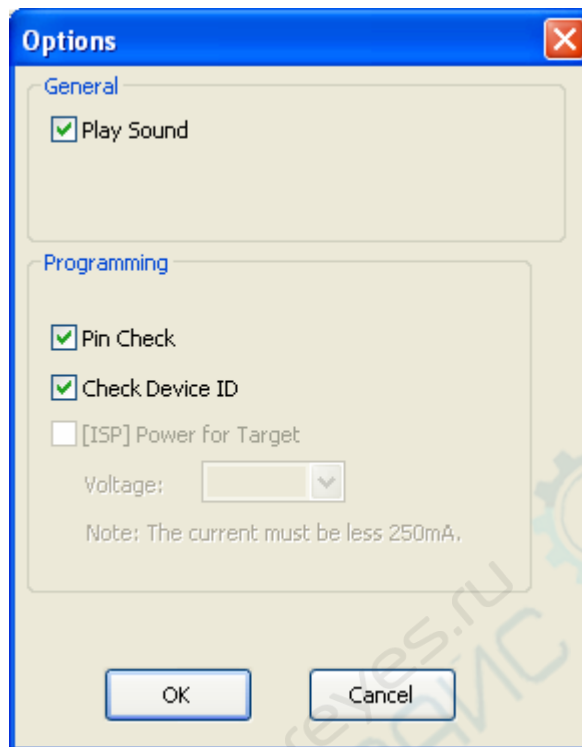 Options
General
Play Sound
Programming
Pin Check
Check Device ID
[ISP] Power for Target
Voltage:
Note: The current must be less 250mA.
OK
Cancel